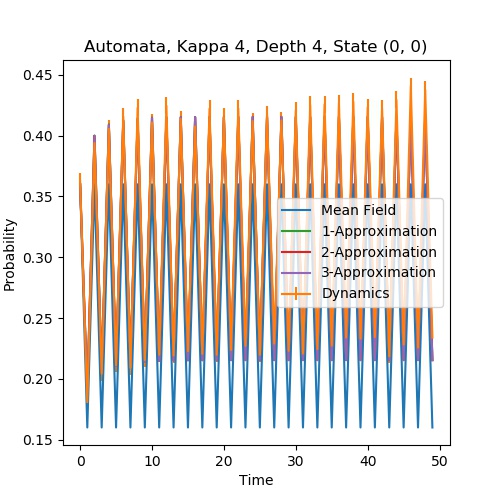 Automata, Kappa 4, Depth 4, State (0, 0)
0.45
0.40
0.35
0.30
0.25
0.20
0.15
Probability
Mean Field
1-Approximation
2-Approximation
3-Approximation
Dynamics
0 10 20 30 40 50
Time